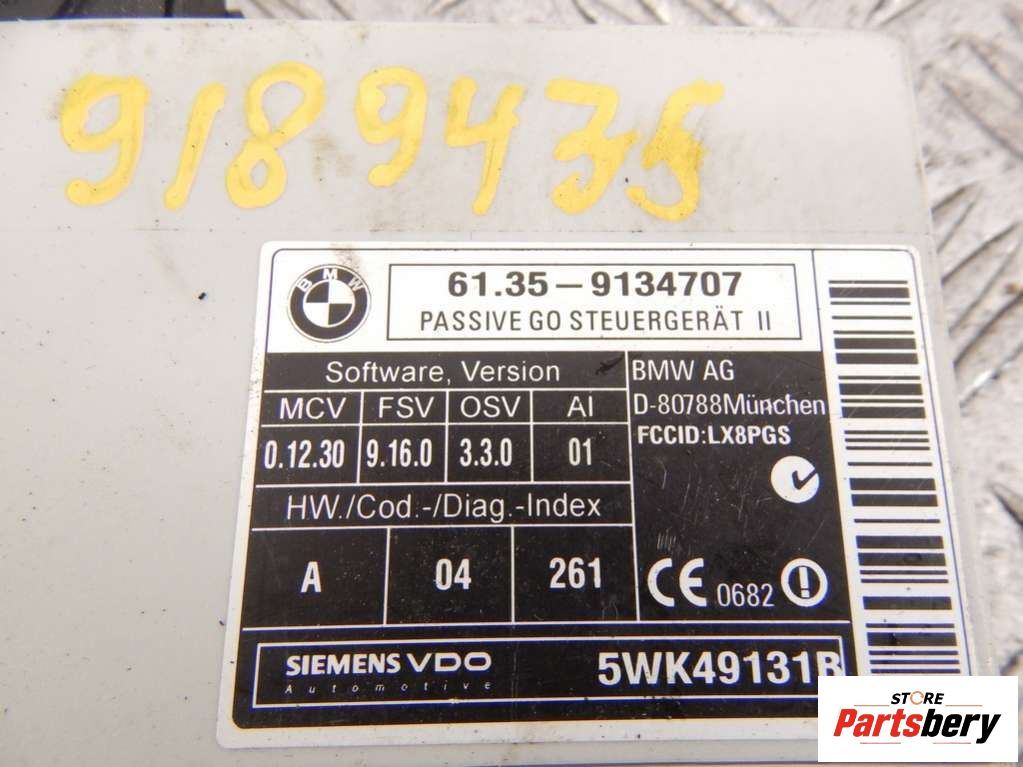 9189435
BMW
61.35-9134707
PASSIVE GO STEUERGERÄT II
Software, Version
MCV FSV OSV AI
0.12.30 9.16.0 3.3.0 01
HW./Cod.-/Diag.-Index
A 04 261
BMW AG
D-80788München
FCCID:LX8PGS
CE 0682
SIEMENS VDO
Automotive
5WK49131B
STORE
Partsbery